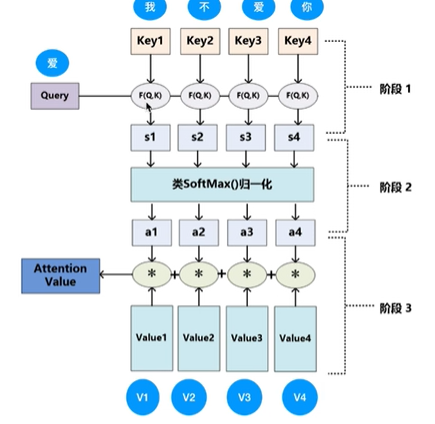 我 不 爱 你
Key1 Key2 Key3 Key4
爱
Query F(Q,K) F(Q,K) F(Q,K) F(Q,K)
阶段 1
s1 s2 s3 s4
类SoftMax()归一化
阶段 2
a1 a2 a3 a4
Attention
Value
* + * + * + *
阶段 3
Value1 Value2 Value3 Value4
V1 V2 V3 V4